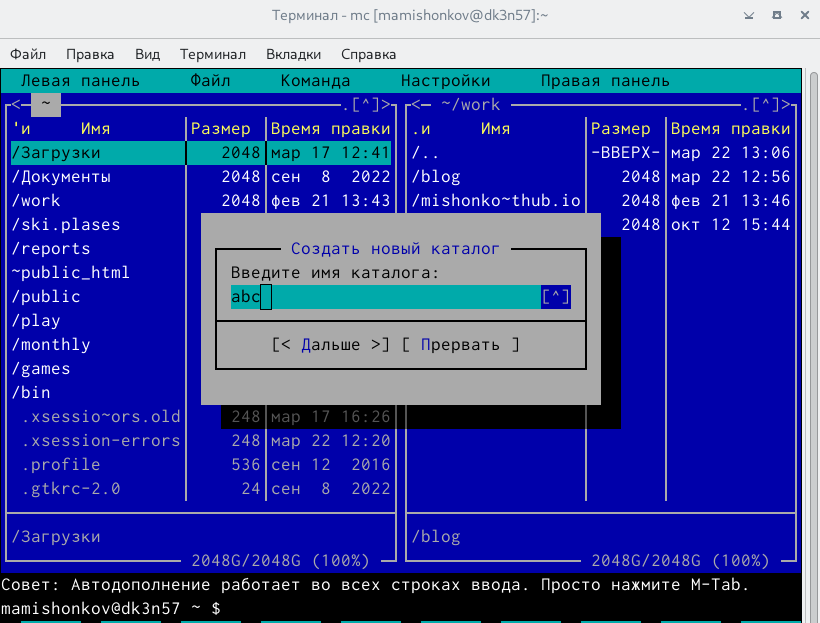 Терминал - mc [mamishonkov@dk3n57]:~
Файл Правка Вид Терминал Вкладки Справка
Левая панель Файл Команда Настройки Правая панель
<- ~ .[^]> <- ~/work .[^]>
'и Имя Размер Время правки .и Имя Размер Время правки
/Загрузки 2048 мар 17 12:41 /.. -ВВЕРХ- мар 22 13:06
/Документы 2048 сен 8 2022 /blog 2048 мар 22 12:56
/work 2048 фев 21 13:43 /mishonko~thub.io 2048 фев 21 13:46
/ski.plases 2048 окт 12 15:44
/reports Создать новый каталог
~public_html Введите имя каталога:
/public abc [^]
/play
/monthly [< Дальше >] [ Прервать ]
/games
/bin
.xsessio~ors.old 248 мар 17 16:26
.xsession-errors 248 мар 22 12:20
.profile 536 сен 12 2016
.gtkrc-2.0 24 сен 8 2022
/Загрузки /blog
2048G/2048G (100%) 2048G/2048G (100%)
Совет: Автодополнение работает во всех строках ввода. Просто нажмите M-Tab.
mamishonkov@dk3n57 ~ $